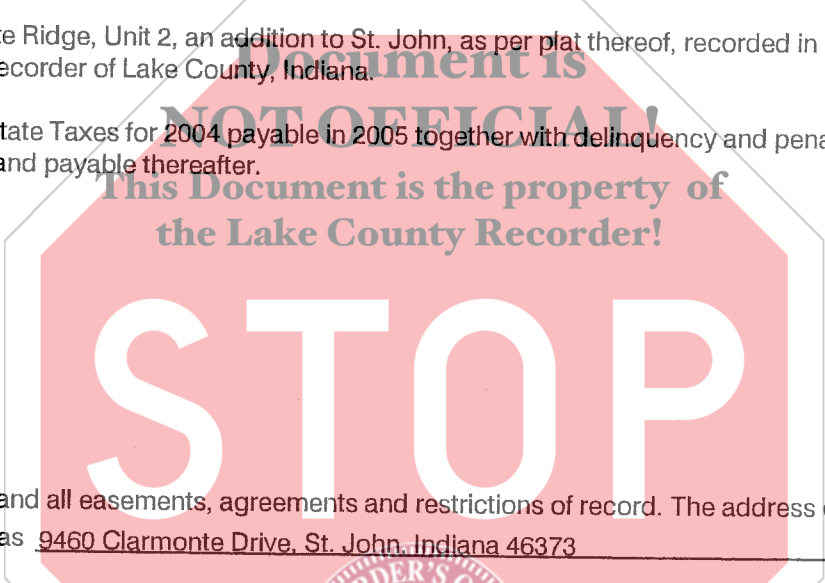 te Ridge, Unit 2, an addition to St. John, as per plat thereof, recorded in
ecorder of Lake County, Indiana.
Document is
NOT OFFICIAL!
tate Taxes for 2004 payable in 2005 together with delinquency and pena
and payable thereafter.
This Document is the property of
the Lake County Recorder!
STOP
and all easements, agreements and restrictions of record. The address
as 9460 Clarmonte Drive, St. John, Indiana 46373
RDER'S O